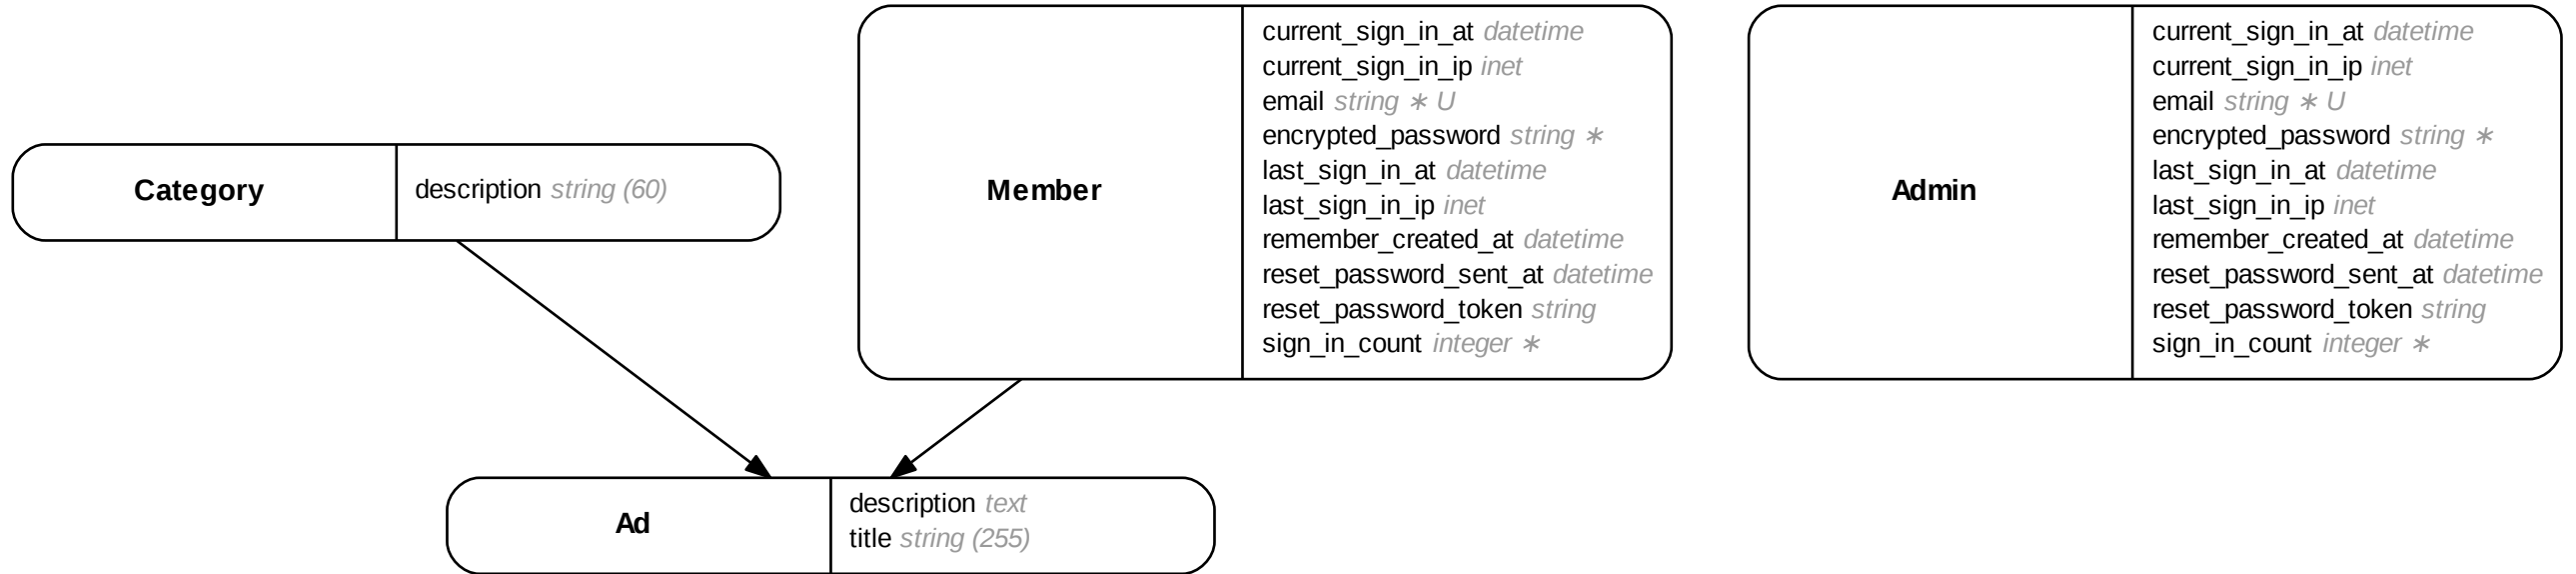 Category
description string (60)
Member
current_sign_in_at datetime
current_sign_in_ip inet
email string ∗ U
encrypted_password string ∗
last_sign_in_at datetime
last_sign_in_ip inet
remember_created_at datetime
reset_password_sent_at datetime
reset_password_token string
sign_in_count integer ∗
Admin
current_sign_in_at datetime
current_sign_in_ip inet
email string ∗ U
encrypted_password string ∗
last_sign_in_at datetime
last_sign_in_ip inet
remember_created_at datetime
reset_password_sent_at datetime
reset_password_token string
sign_in_count integer ∗
Ad
description text
title string (255)